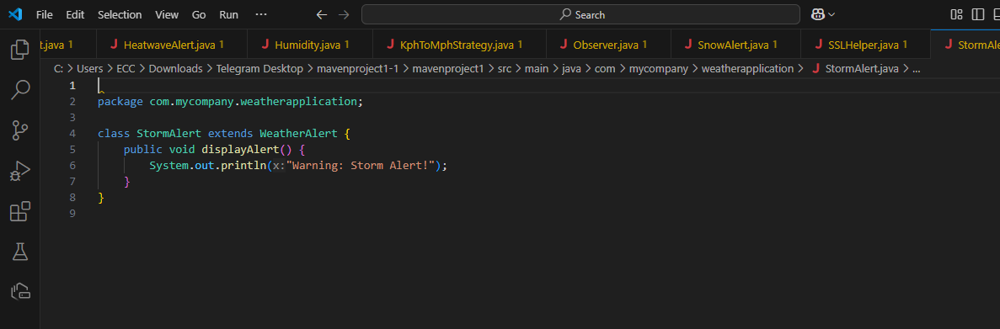 File Edit Selection View Go Run ··· Search
t.java 1 HeatwaveAlert.java 1 Humidity.java 1 KphToMphStrategy.java 1 Observer.java 1 SnowAlert.java 1 SSLHelper.java 1 StormAle
C: > Users > ECC > Downloads > Telegram Desktop > mavenproject1-1 > mavenproject1 > src > main > java > com > mycompany > weatherapplication > StormAlert.java > ...
1
2 package com.mycompany.weatherapplication;
3
4 class StormAlert extends WeatherAlert {
5 public void displayAlert() {
6 System.out.println(x:"Warning: Storm Alert!");
7 }
8 }
9